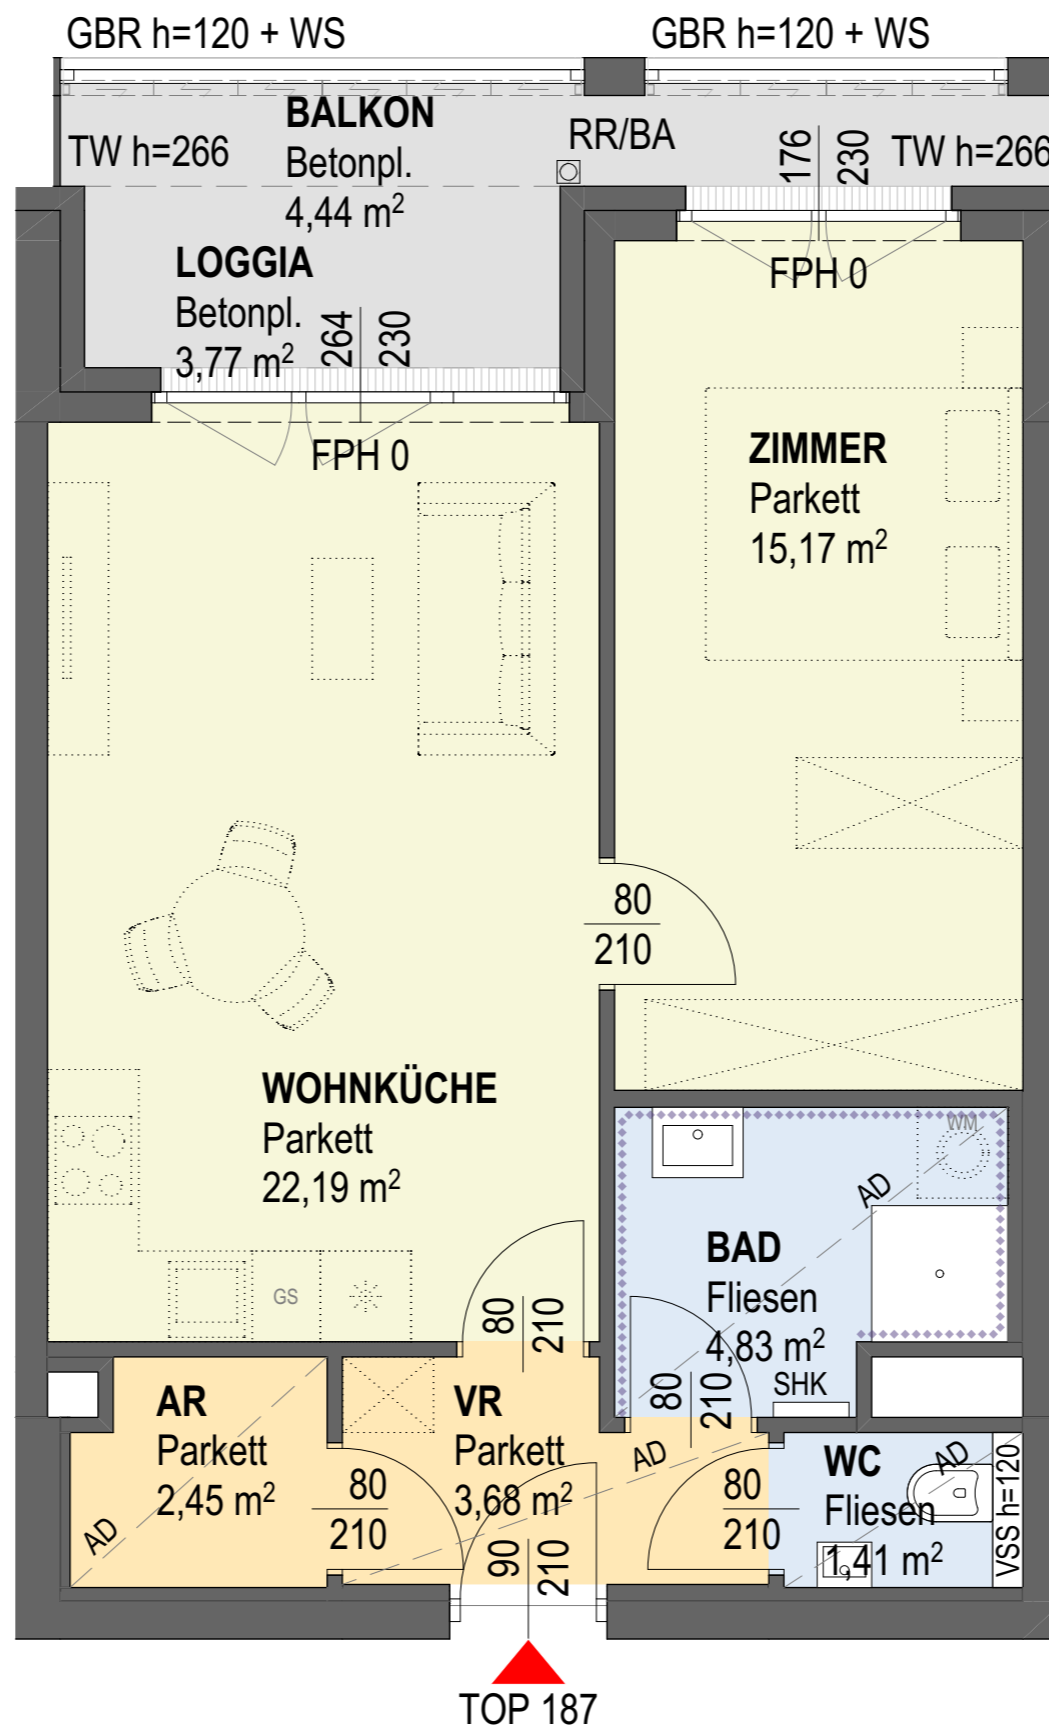 GBR h=120 + WS
GBR h=120 + WS
BALKON
Betonpl.
4,44 m²
TW h=266
RR/BA
176
230
TW h=266
LOGGIA
Betonpl.
3,77 m²
264
230
FPH 0
FPH 0
ZIMMER
Parkett
15,17 m²
80
210
WOHNKÜCHE
Parkett
22,19 m²
GS
80
210
WM
AD
BAD
Fliesen
4,83 m²
SHK
80
210
AR
Parkett
2,45 m²
AD
80
210
VR
Parkett
3,68 m²
AD
90
210
80
210
WC
Fliesen
1,41 m²
AD
VSS h=120
TOP 187